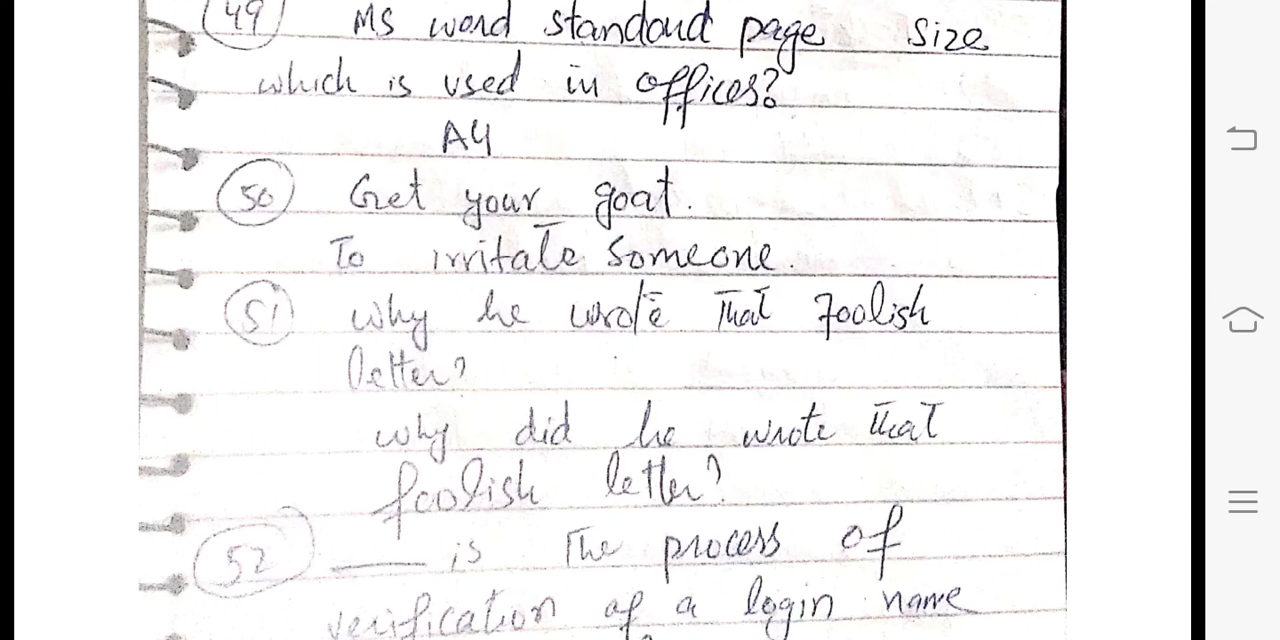 49 MS word standard page size
which is used in offices?
A4
50 Get your goat.
To irritate someone.
51 why he wrote that foolish
letter?
why did he wrote that
foolish letter?
52 ____ is The process of
verification of a login name